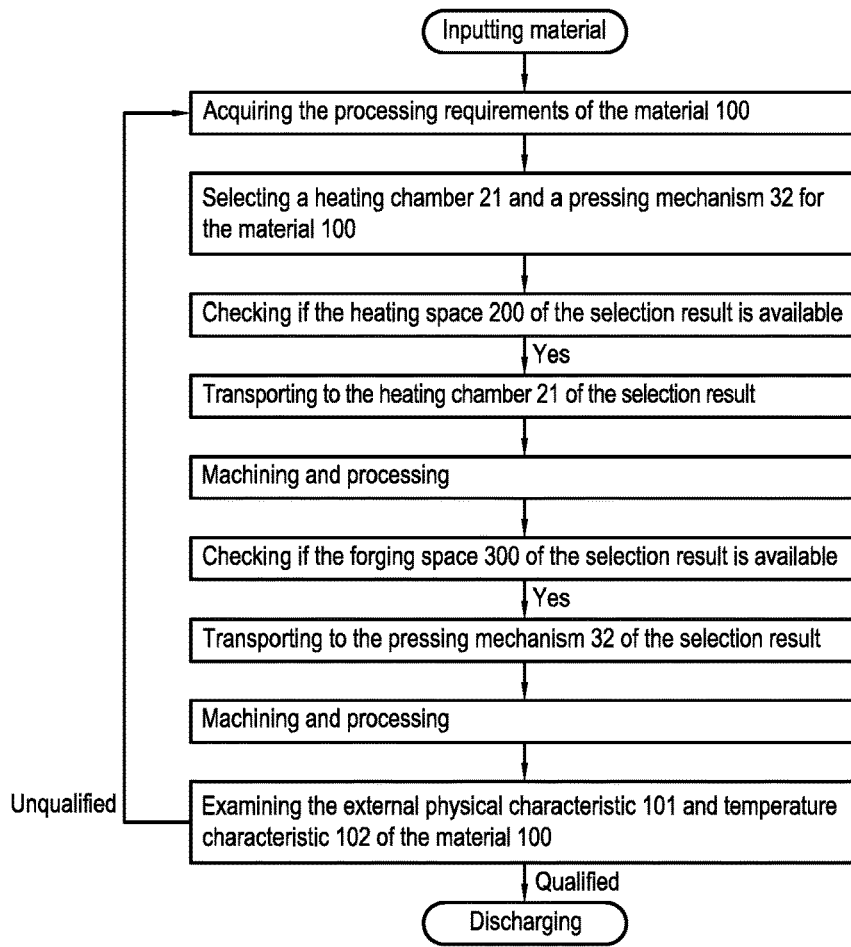 Inputting material
Acquiring the processing requirements of the material 100
Selecting a heating chamber 21 and a pressing mechanism 32 for
the material 100
Checking if the heating space 200 of the selection result is available
Yes
Transporting to the heating chamber 21 of the selection result
Machining and processing
Checking if the forging space 300 of the selection result is available
Yes
Transporting to the pressing mechanism 32 of the selection result
Machining and processing
Unqualified
Examining the external physical characteristic 101 and temperature
characteristic 102 of the material 100
Qualified
Discharging